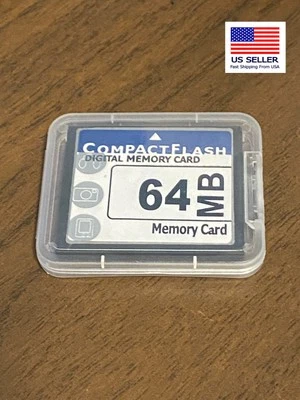 US SELLER
Fast Shipping From USA
COMPACTFLASH
DIGITAL MEMORY CARD
64 MB
Memory Card